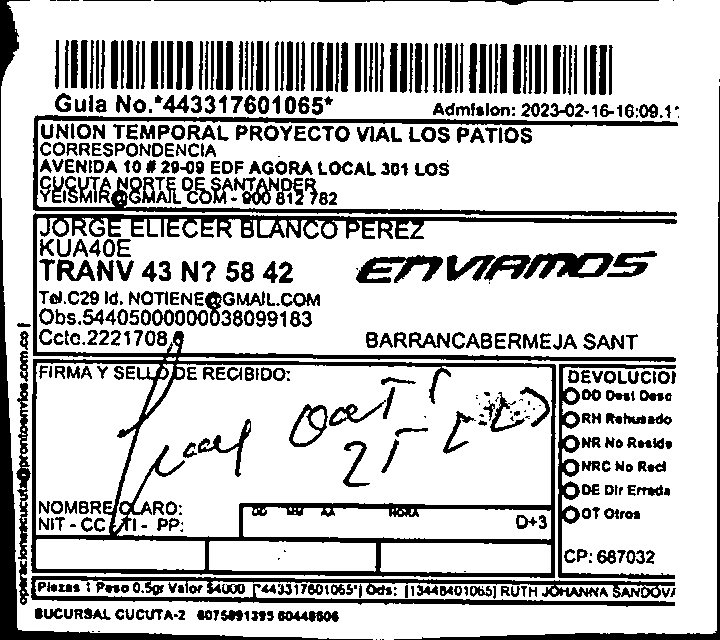 Guia No.*443317601065*
Admision: 2023-02-16-16:09.1
UNION TEMPORAL PROYECTO VIAL LOS PATIOS
CORRESPONDENCIA
AVENIDA 10 # 29-09 EDF AGORA LOCAL 301 LOS
CUCUTA NORTE DE SANTANDER
YEISMIR@GMAIL COM - 900 812 782
JORGE ELIECER BLANCO PEREZ
KUA40E
TRANV 43 N? 58 42
ENVIAMOS
Tel.C29 Id. NOTIENE@GMAIL.COM
Obs.54405000000038099183
Cctc.2221708
BARRANCABERMEJA SANT
operacionescucuta@prontoenvios.com.co
FIRMA Y SELLO DE RECIBIDO:
NOMBRE CLARO:
NIT - CC - TI - PP:
DD MM AA HORA
D+3
DEVOLUCION
DD Dest Desc
RH Rehusado
NR No Reside
NRC No Recl
DE Dir Errada
OT Otros
CP: 687032
Piezas 1 Peso 0.5gr Valor $4000 [*443317601065*] Ods: [13448401065] RUTH JOHANNA SANDOVA
SUCURSAL CUCUTA-2 6075891395 60448606